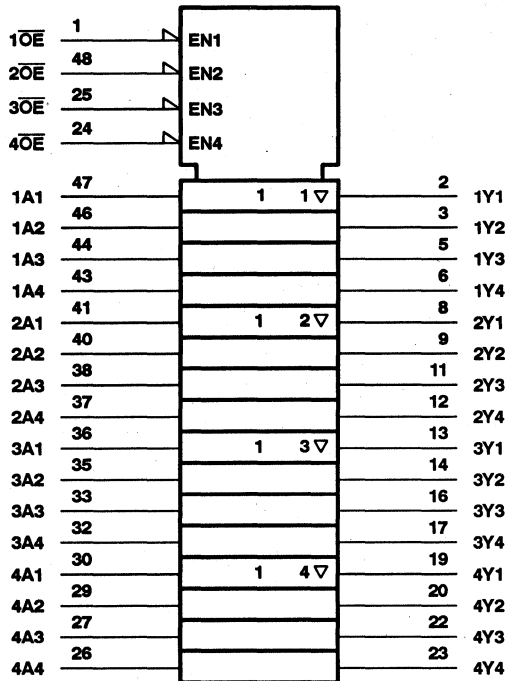 1O̅E̅ 1 EN1
2O̅E̅ 48 EN2
3O̅E̅ 25 EN3
4O̅E̅ 24 EN4
1A1 47 1 1 ▽ 2 1Y1
1A2 46 3 1Y2
1A3 44 5 1Y3
1A4 43 6 1Y4
2A1 41 1 2 ▽ 8 2Y1
2A2 40 9 2Y2
2A3 38 11 2Y3
2A4 37 12 2Y4
3A1 36 1 3 ▽ 13 3Y1
3A2 35 14 3Y2
3A3 33 16 3Y3
3A4 32 17 3Y4
4A1 30 1 4 ▽ 19 4Y1
4A2 29 20 4Y2
4A3 27 22 4Y3
4A4 26 23 4Y4